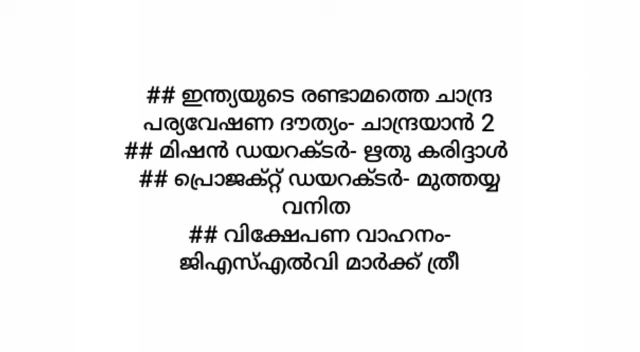 ## ഇന്ത്യയുടെ രണ്ടാമത്തെ ചാന്ദ്ര
പര്യവേഷണ ദൗത്യം- ചാന്ദ്രയാൻ 2
## മിഷൻ ഡയറക്ടർ- ഋതു കരിദ്ദാൾ
## പ്രൊജക്റ്റ് ഡയറക്ടർ- മുത്തയ്യ
വനിത
## വിക്ഷേപണ വാഹനം-
ജിഎസ്എൽവി മാർക്ക് ത്രീ